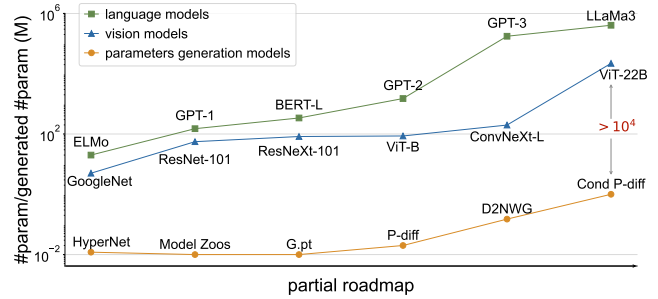 #param/generated #param (M)
10^6
10^2
10^−2
language models
vision models
parameters generation models
ELMo
GPT-1
BERT-L
GPT-2
GPT-3
LLaMa3
GoogleNet
ResNet-101
ResNeXt-101
ViT-B
ConvNeXt-L
ViT-22B
> 10^4
HyperNet
Model Zoos
G.pt
P-diff
D2NWG
Cond P-diff
partial roadmap